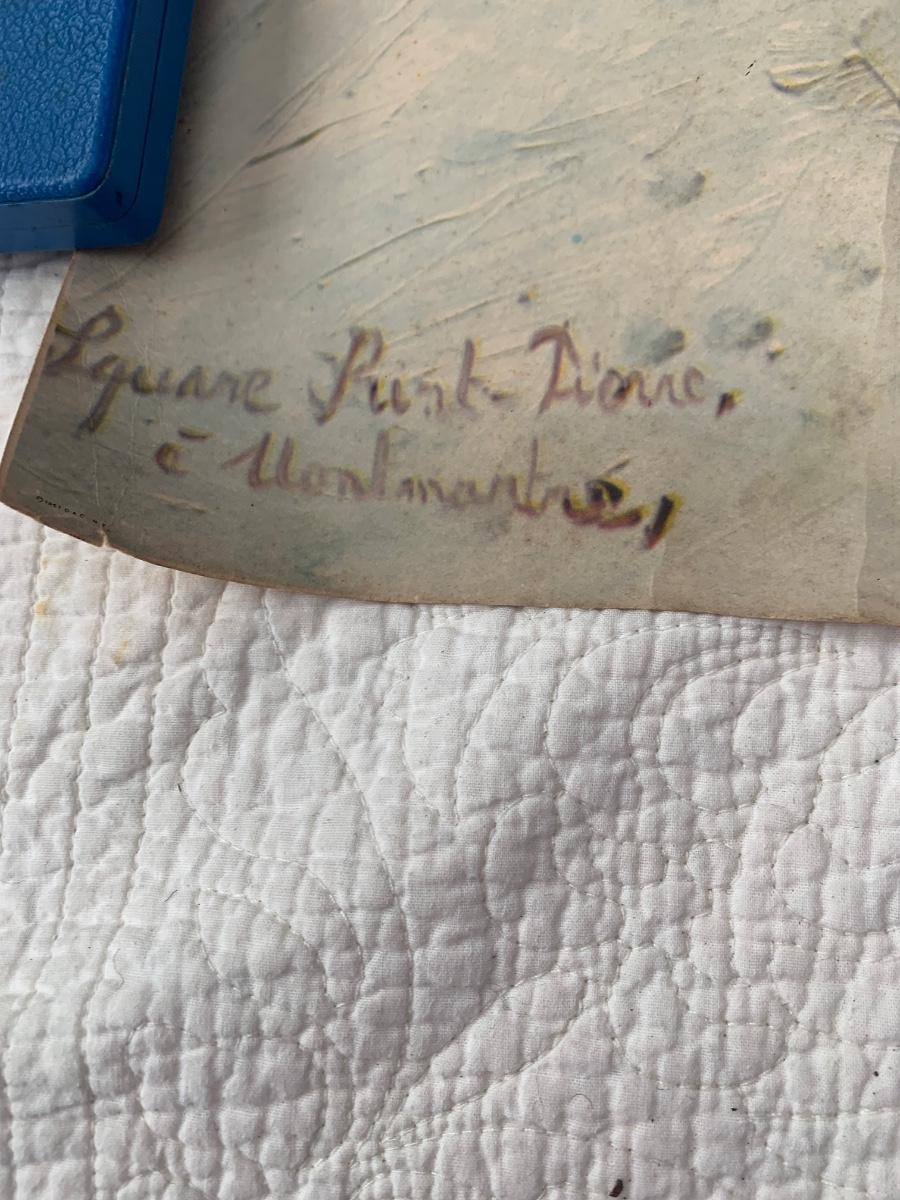 Square Saint-Pierre,
à Montmartre,